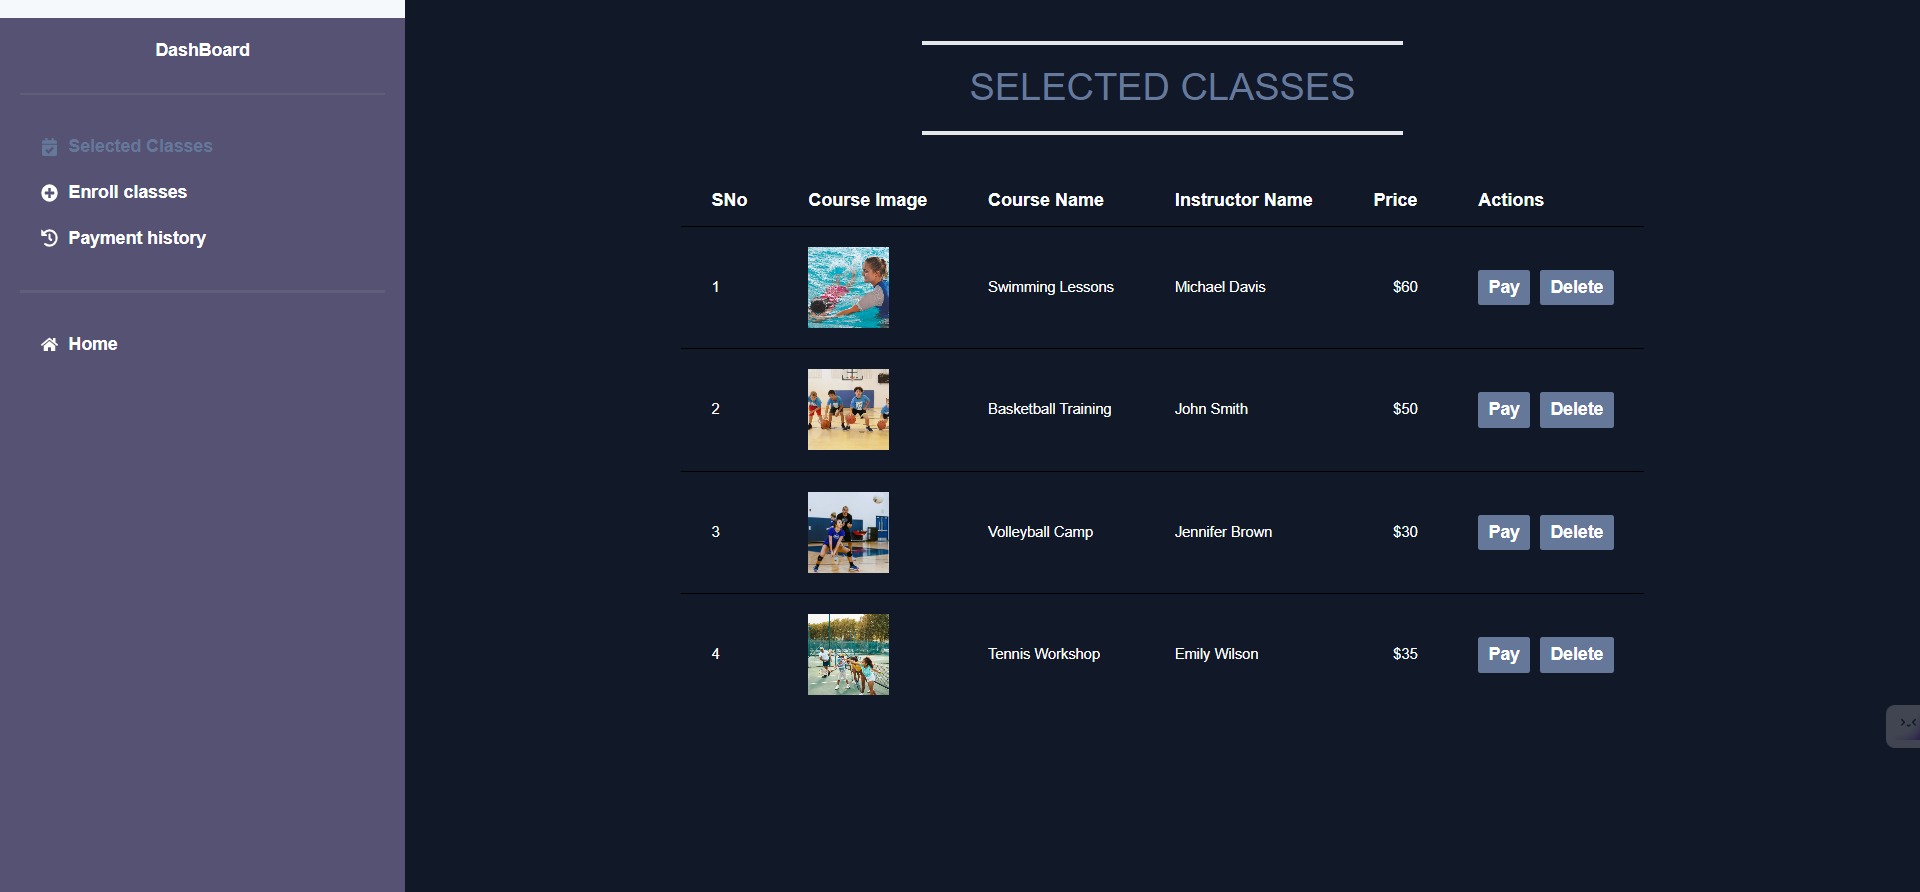 DashBoard
Selected Classes
Enroll classes
Payment history
Home
SELECTED CLASSES
SNo Course Image Course Name Instructor Name Price Actions
1 Swimming Lessons Michael Davis $60 Pay Delete
2 Basketball Training John Smith $50 Pay Delete
3 Volleyball Camp Jennifer Brown $30 Pay Delete
4 Tennis Workshop Emily Wilson $35 Pay Delete